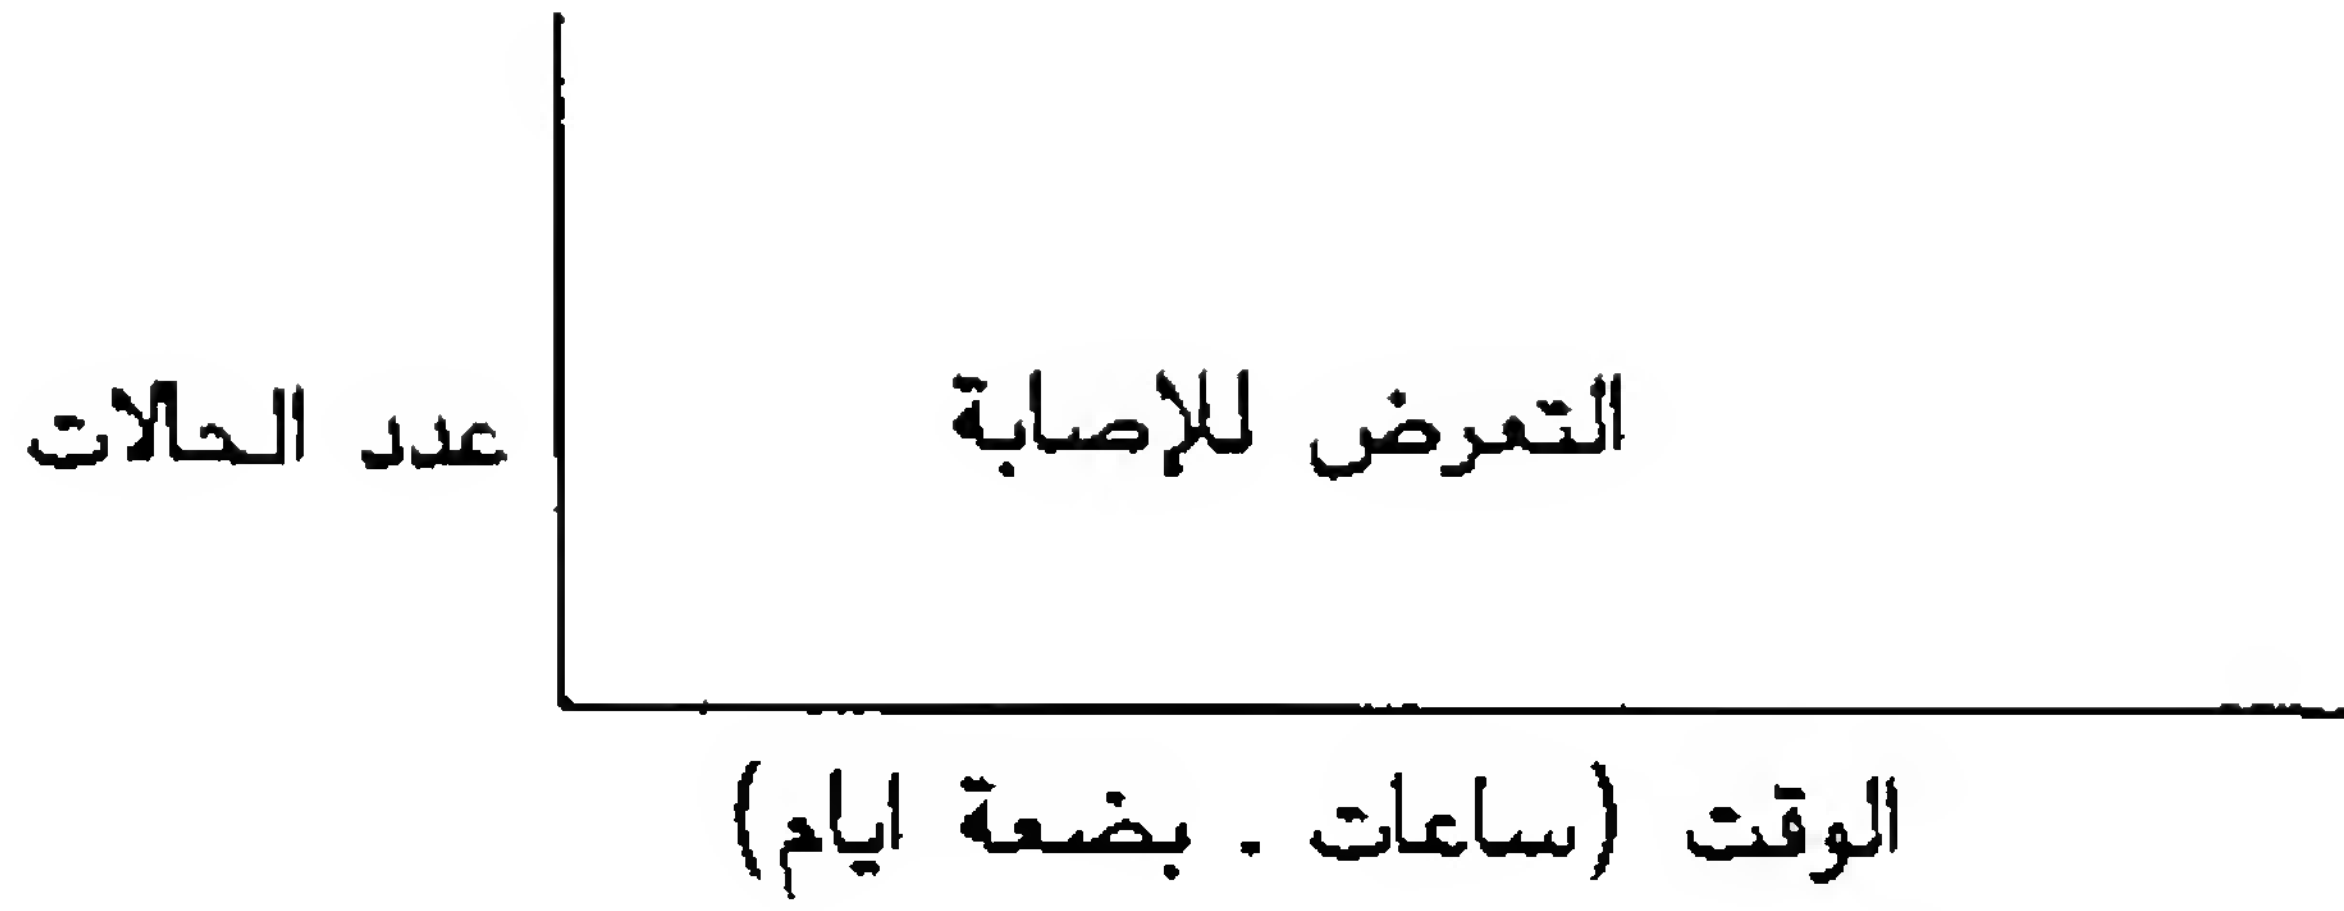 التعرض للإصابة
عدد الحالات
الوقت (ساعات . بضعة ايام)